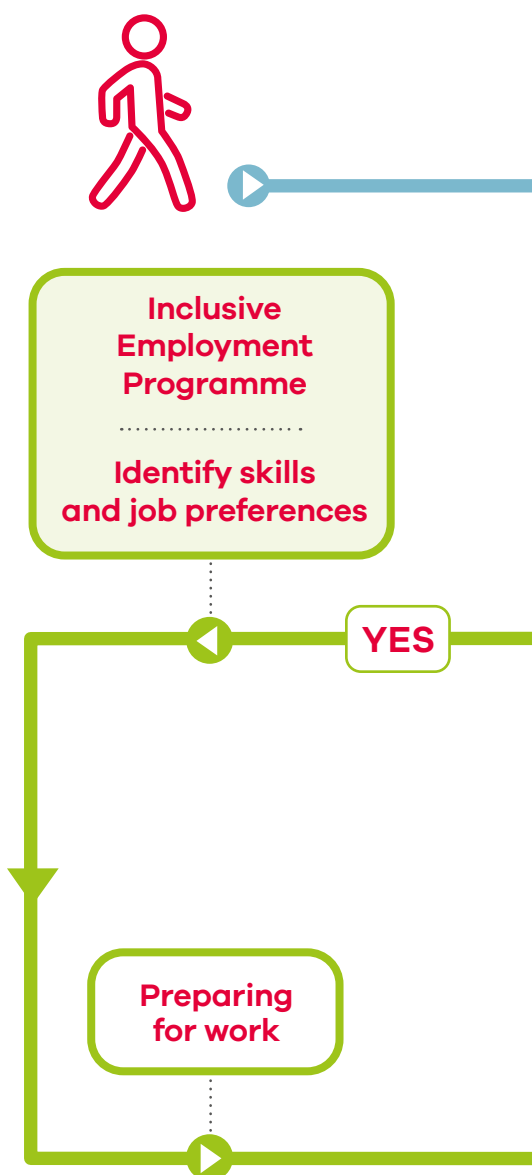 Inclusive
Employment
Programme
Identify skills
and job preferences
YES
Preparing
for work